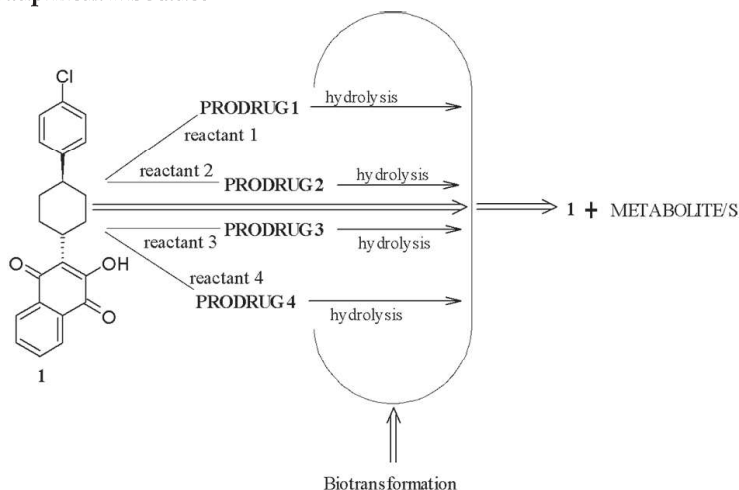 Cl
PRODRUG 1
hydrolysis
reactant 1
reactant 2
PRODRUG 2
hydrolysis
1 + METABOLITE/S
reactant 3
PRODRUG 3
hydrolysis
O
OH
reactant 4
PRODRUG 4
hydrolysis
O
1
Biotransformation